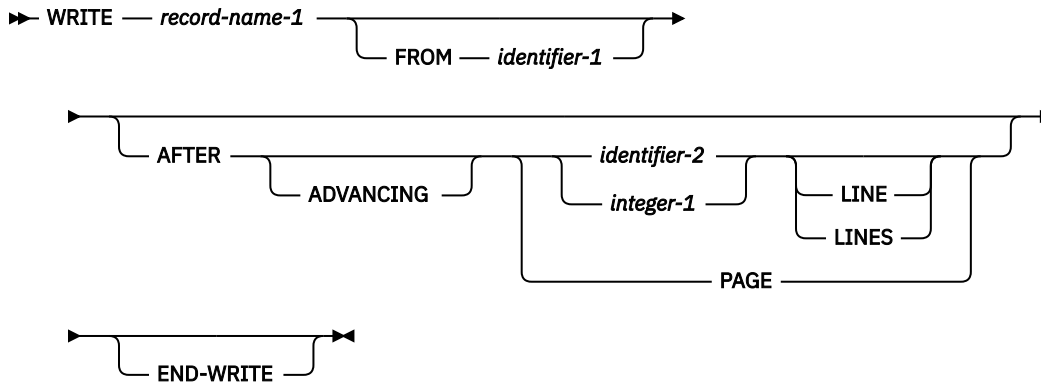 WRITE record-name-1
FROM identifier-1
AFTER identifier-2
ADVANCING integer-1 LINE
LINES
PAGE
END-WRITE